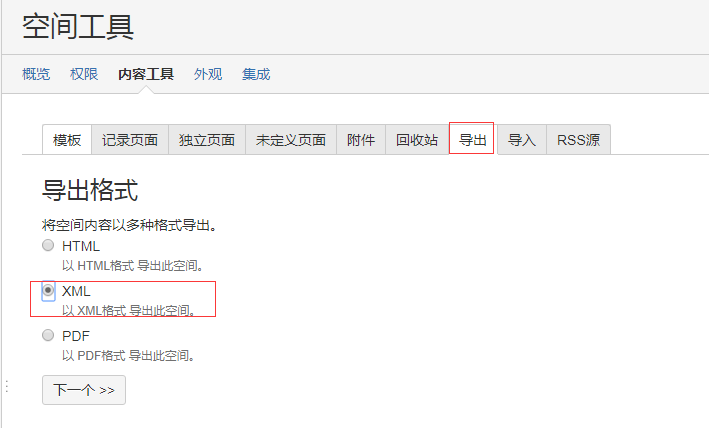 空间工具
概览 权限 内容工具 外观 集成
模板 记录页面 独立页面 未定义页面 附件 回收站 导出 导入 RSS源
导出格式
将空间内容以多种格式导出。
HTML
以 HTML格式 导出此空间。
XML
以 XML格式 导出此空间。
PDF
以 PDF格式 导出此空间。
下一个 >>